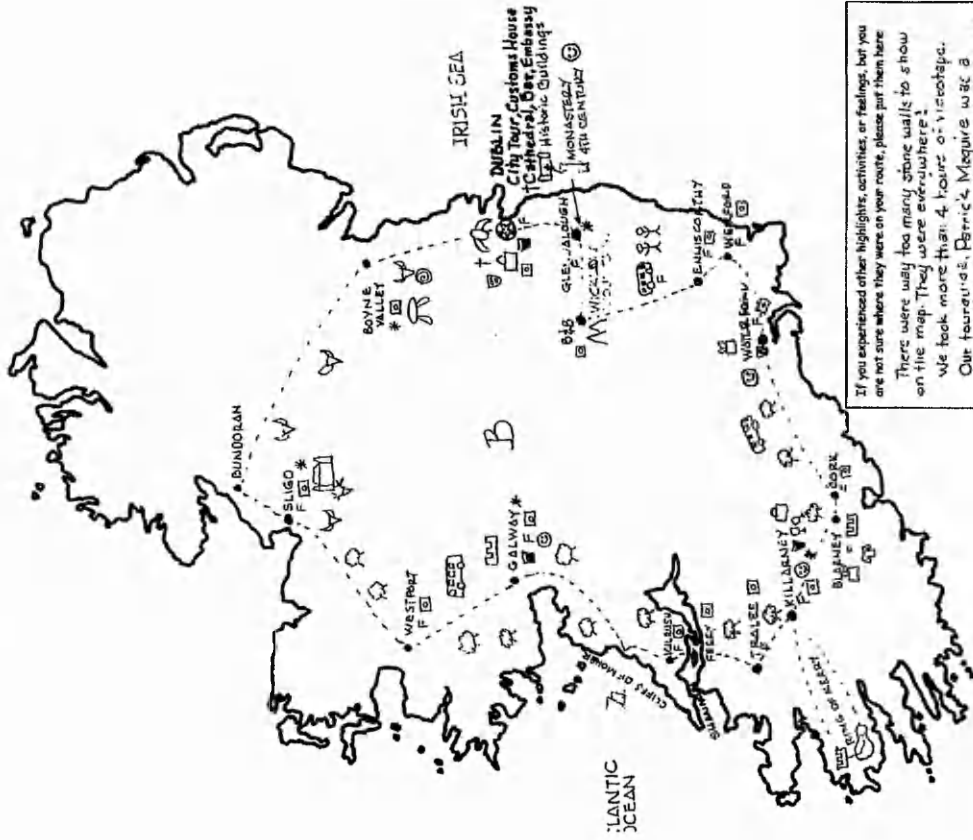 IRISH SEA
DUBLIN
City Tour, Customs House
Cathedral, Bar, Embassy
Historic Buildings
MONASTERY
4TH CENTURY
BOYNE
VALLEY
BUNDORAN
SLIGO
F
WESTPORT
F
GALWAY
F
B
GLENDALOUGH
F
WICKLOW
F
ENNISCORTHY
F
WEXFORD
F
WATERFORD
F
CORK
BLARNEY
KILLARNEY
F
TRALEE
F
RING OF KERRY
KILRUSH
F
FERRY
CLIFFS OF MOHER
LANTIC
OCEAN
If you experienced other highlights, activities, or feelings, but you
are not sure where they were on your route, please put them here
There were way too many stone walls to show
on the map. They were everywhere!
We took more than 4 hours of videotape.
Our tourguide, Patrick Maguire was a